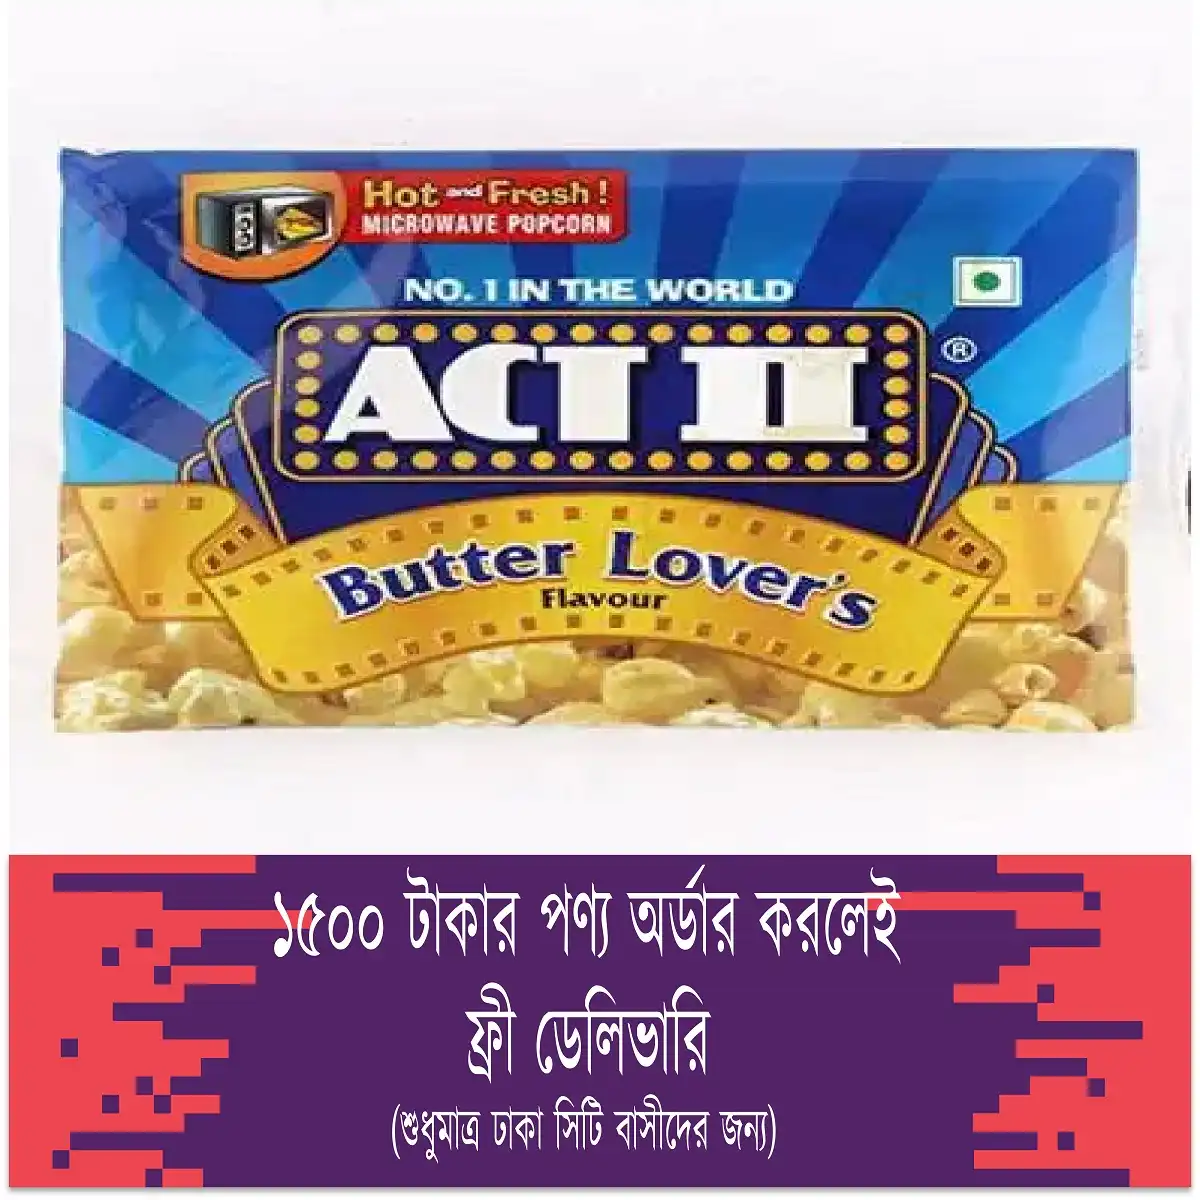 Hot and Fresh!
MICROWAVE POPCORN
NO. 1 IN THE WORLD
ACT II ®
Butter Lover's
Flavour
১৫০০ টাকার পণ্য অর্ডার করলেই
ফ্রী ডেলিভারি
(শুধুমাত্র ঢাকা সিটি বাসীদের জন্য)